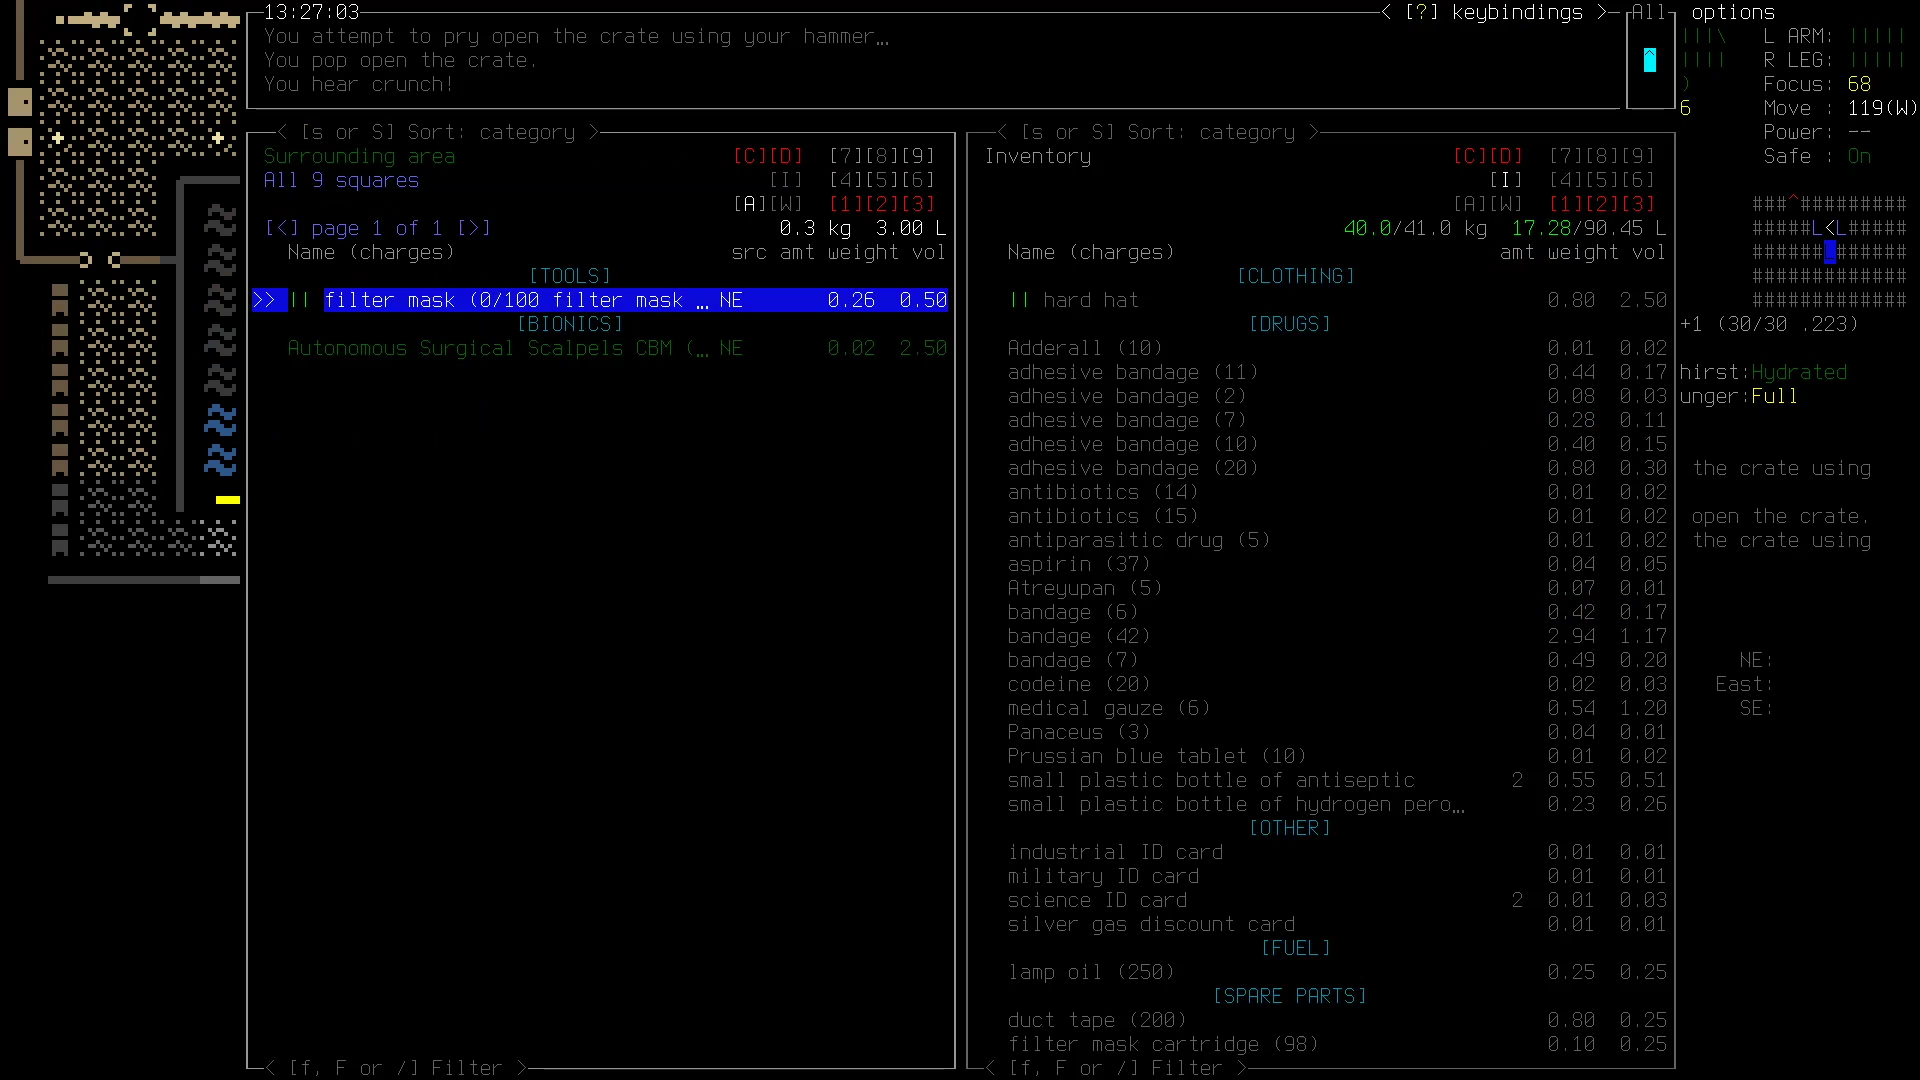 13:27:03 < [?] keybindings > All options
You attempt to pry open the crate using your hammer…
You pop open the crate.
You hear crunch!
^
|||\ L ARM: |||||
|||| R LEG: |||||
) Focus: 68
6 Move : 119(W)
Power: --
Safe : On
###^#########
#####L<L#####
#############
#############
+1 (30/30 .223)
hirst:Hydrated
unger:Full
the crate using
open the crate.
the crate using
NE:
East:
SE:
< [s or S] Sort: category >
Surrounding area [C][D] [7][8][9]
All 9 squares [I] [4][5][6]
[A][W] [1][2][3]
[<] page 1 of 1 [>] 0.3 kg 3.00 L
Name (charges) src amt weight vol
[TOOLS]
>> || filter mask (0/100 filter mask … NE 0.26 0.50
[BIONICS]
Autonomous Surgical Scalpels CBM (… NE 0.02 2.50
< [f, F or /] Filter >
< [s or S] Sort: category >
Inventory [C][D] [7][8][9]
[I] [4][5][6]
[A][W] [1][2][3]
40.0/41.0 kg 17.28/90.45 L
Name (charges) amt weight vol
[CLOTHING]
|| hard hat 0.80 2.50
[DRUGS]
Adderall (10) 0.01 0.02
adhesive bandage (11) 0.44 0.17
adhesive bandage (2) 0.08 0.03
adhesive bandage (7) 0.28 0.11
adhesive bandage (10) 0.40 0.15
adhesive bandage (20) 0.80 0.30
antibiotics (14) 0.01 0.02
antibiotics (15) 0.01 0.02
antiparasitic drug (5) 0.01 0.02
aspirin (37) 0.04 0.05
Atreyupan (5) 0.07 0.01
bandage (6) 0.42 0.17
bandage (42) 2.94 1.17
bandage (7) 0.49 0.20
codeine (20) 0.02 0.03
medical gauze (6) 0.54 1.20
Panaceus (3) 0.04 0.01
Prussian blue tablet (10) 0.01 0.02
small plastic bottle of antiseptic 2 0.55 0.51
small plastic bottle of hydrogen pero… 0.23 0.26
[OTHER]
industrial ID card 0.01 0.01
military ID card 0.01 0.01
science ID card 2 0.01 0.03
silver gas discount card 0.01 0.01
[FUEL]
lamp oil (250) 0.25 0.25
[SPARE PARTS]
duct tape (200) 0.80 0.25
filter mask cartridge (98) 0.10 0.25
< [f, F or /] Filter >